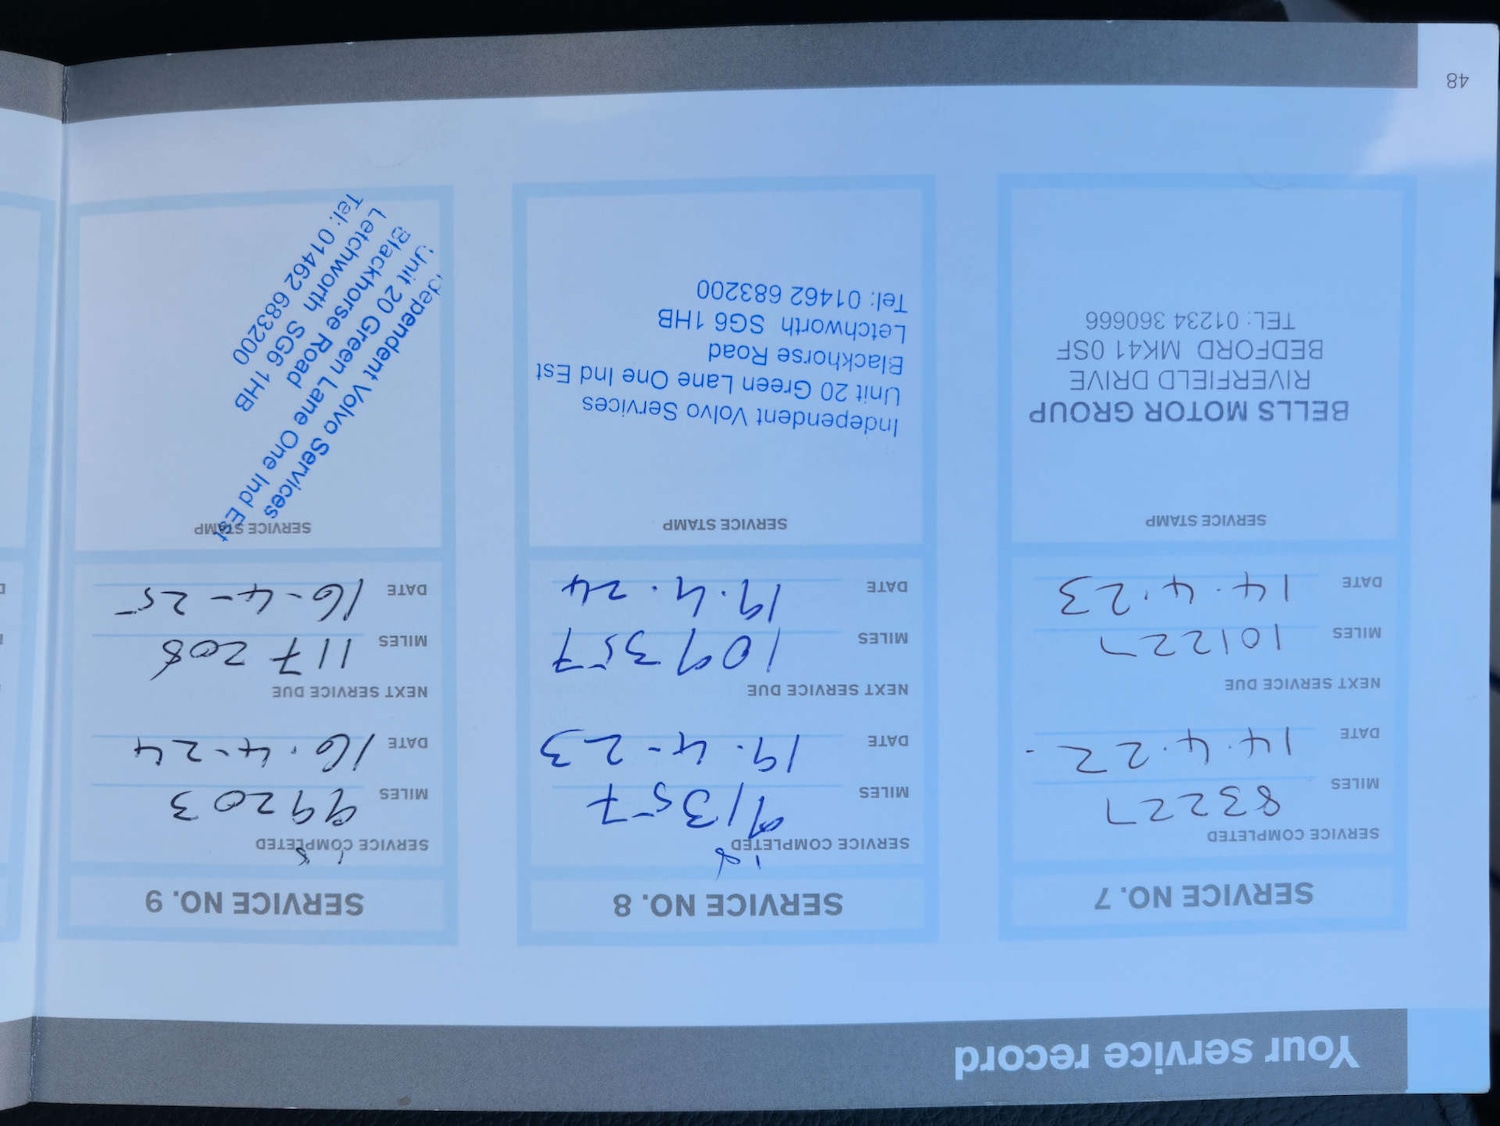 Your service record
SERVICE NO. 7
SERVICE COMPLETED
MILES 83227
DATE 14.4.22.
NEXT SERVICE DUE
MILES 101227
DATE 14.4.23
SERVICE STAMP
BELLS MOTOR GROUP
RIVERFIELD DRIVE
BEDFORD MK41 0SF
TEL: 01234 360666
SERVICE NO. 8
SERVICE COMPLETED
MILES 91357
DATE 19.4-23
NEXT SERVICE DUE
MILES 109357
DATE 19.4.24
SERVICE STAMP
Independent Volvo Services
Unit 20 Green Lane One Ind Est
Blackhorse Road
Letchworth SG6 1HB
Tel: 01462 683200
SERVICE NO. 9
SERVICE COMPLETED
MILES 99203
DATE 16.4-24
NEXT SERVICE DUE
MILES 117208
DATE 16-4-25
SERVICE STAMP
dependent Volvo Services
Unit 20 Green Lane One Ind Est
Blackhorse Road
Letchworth SG6 1HB
Tel: 01462 683200
48